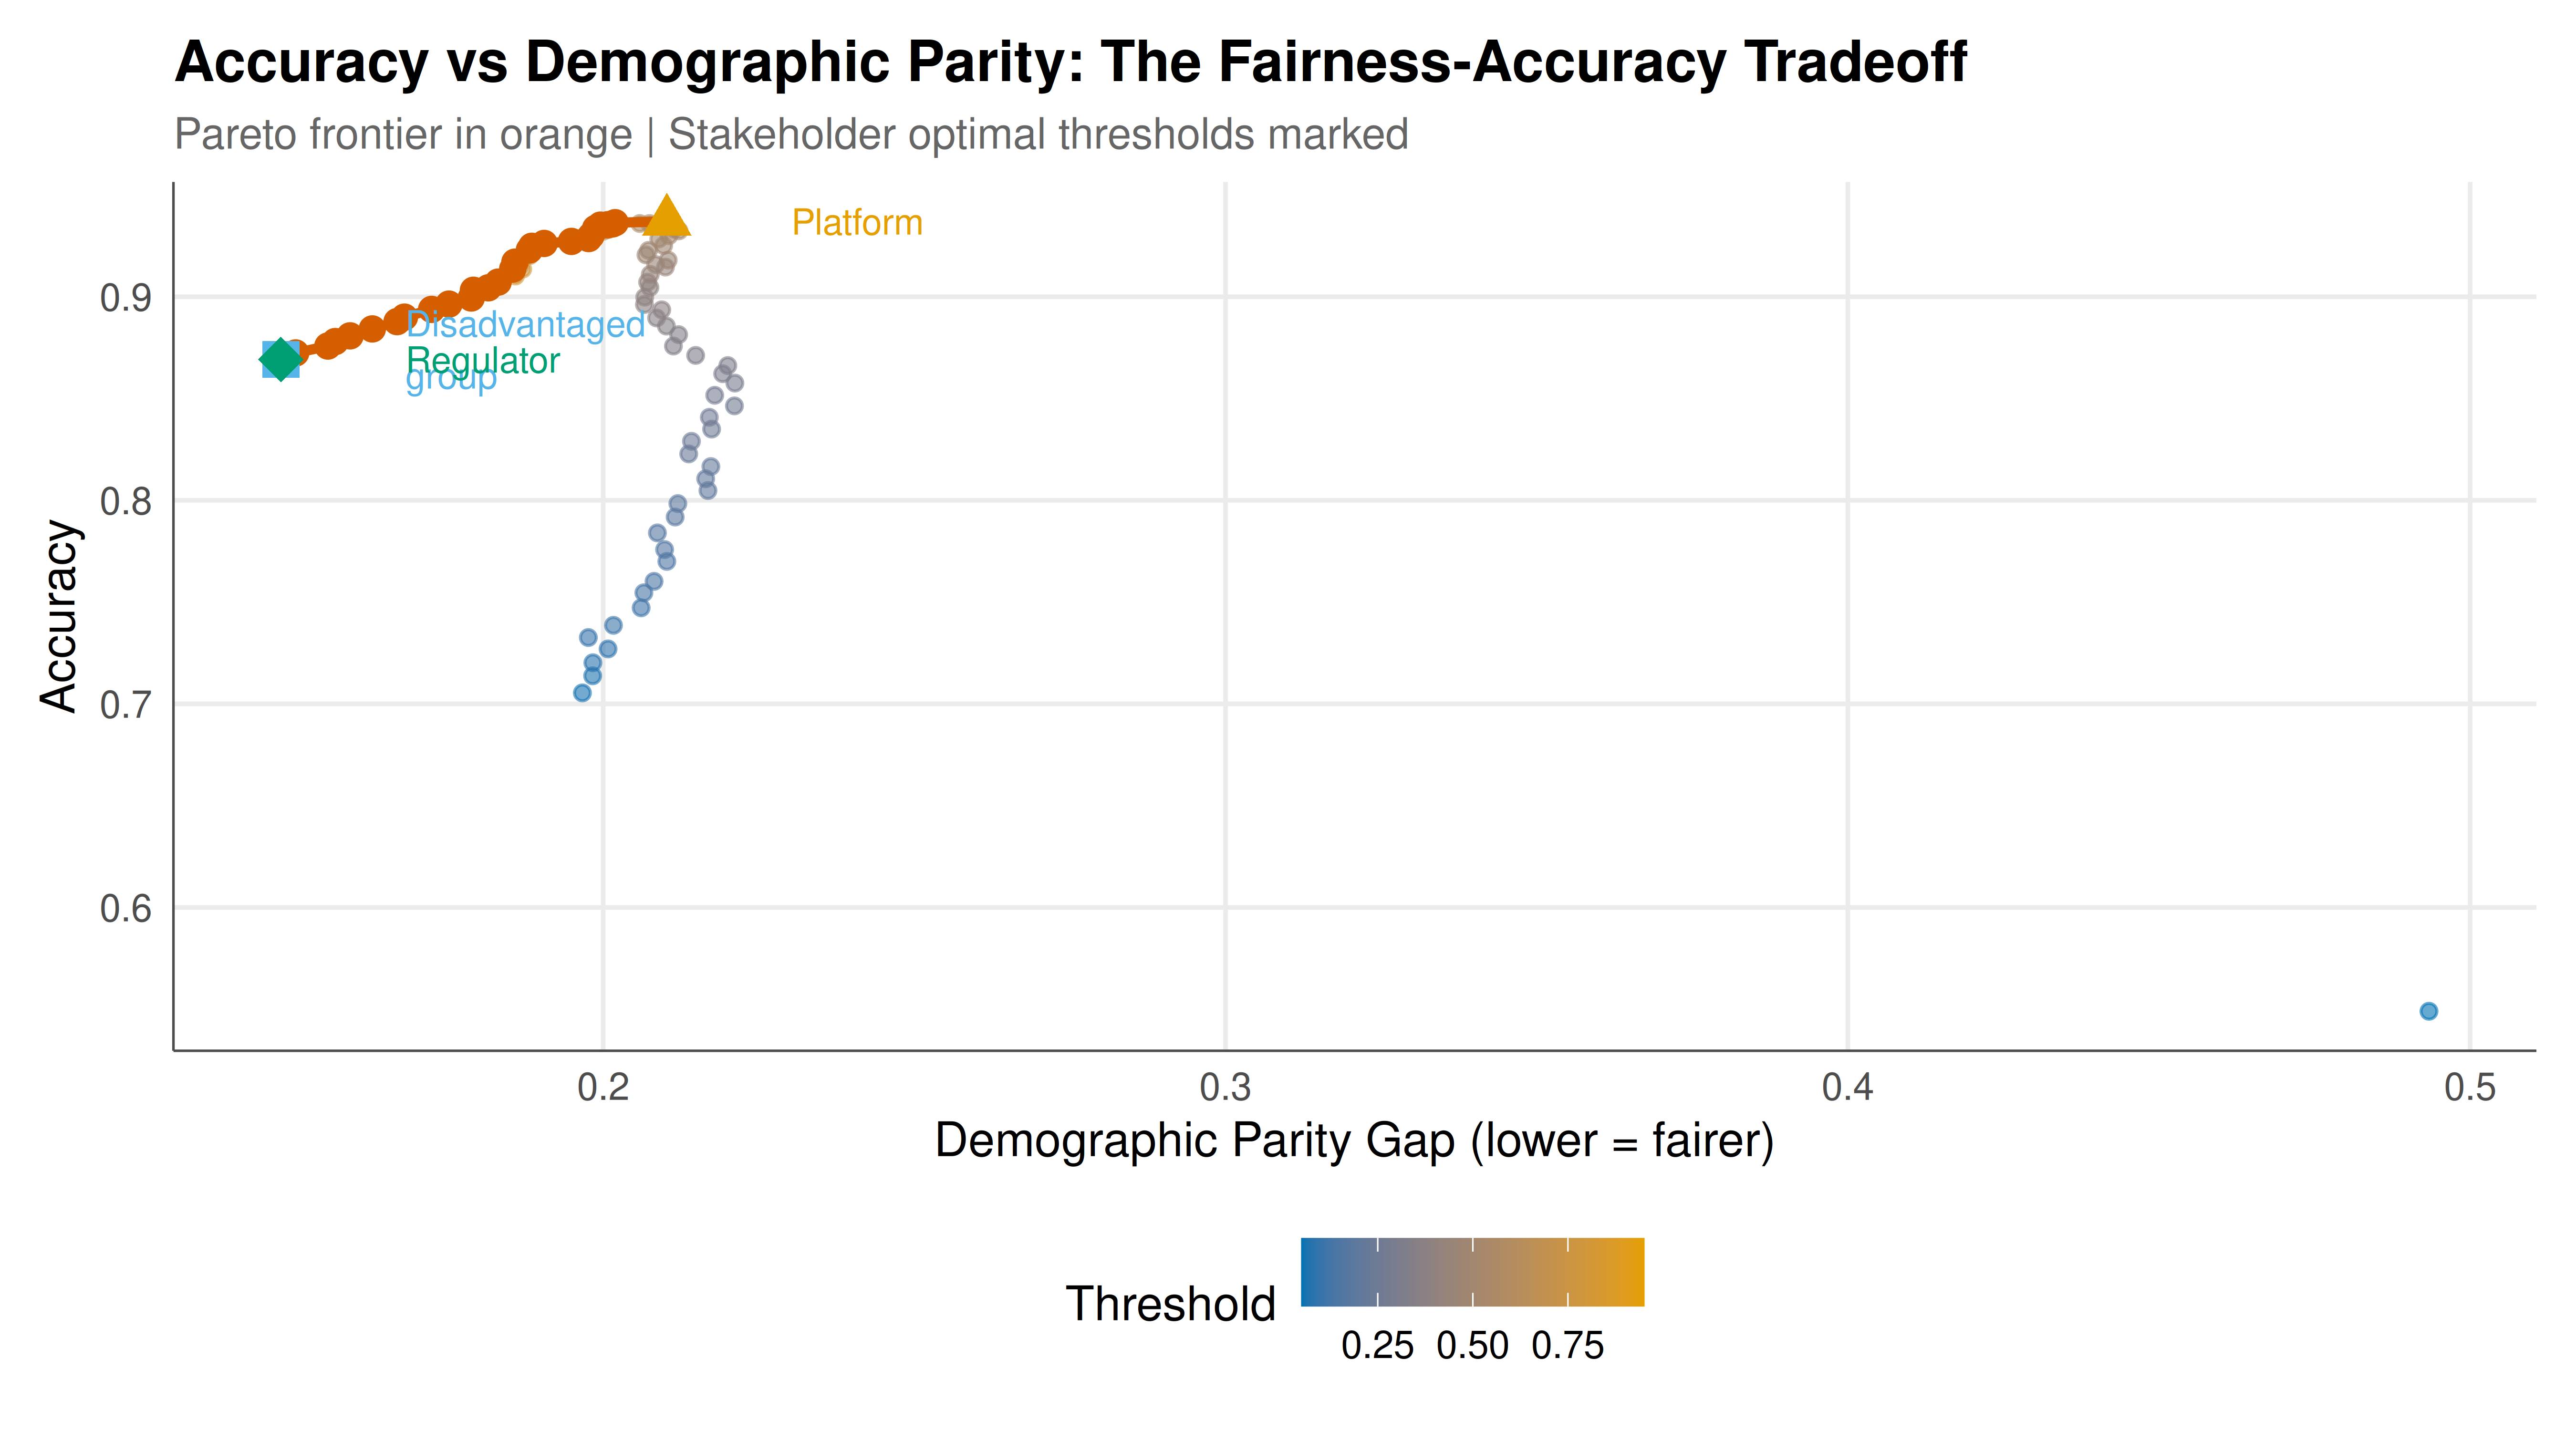 Accuracy vs Demographic Parity: The Fairness-Accuracy Tradeoff
Pareto frontier in orange | Stakeholder optimal thresholds marked
Platform
Disadvantaged
group
Regulator
Accuracy
0.9
0.8
0.7
0.6
0.2
0.3
0.4
0.5
Demographic Parity Gap (lower = fairer)
Threshold
0.25
0.50
0.75